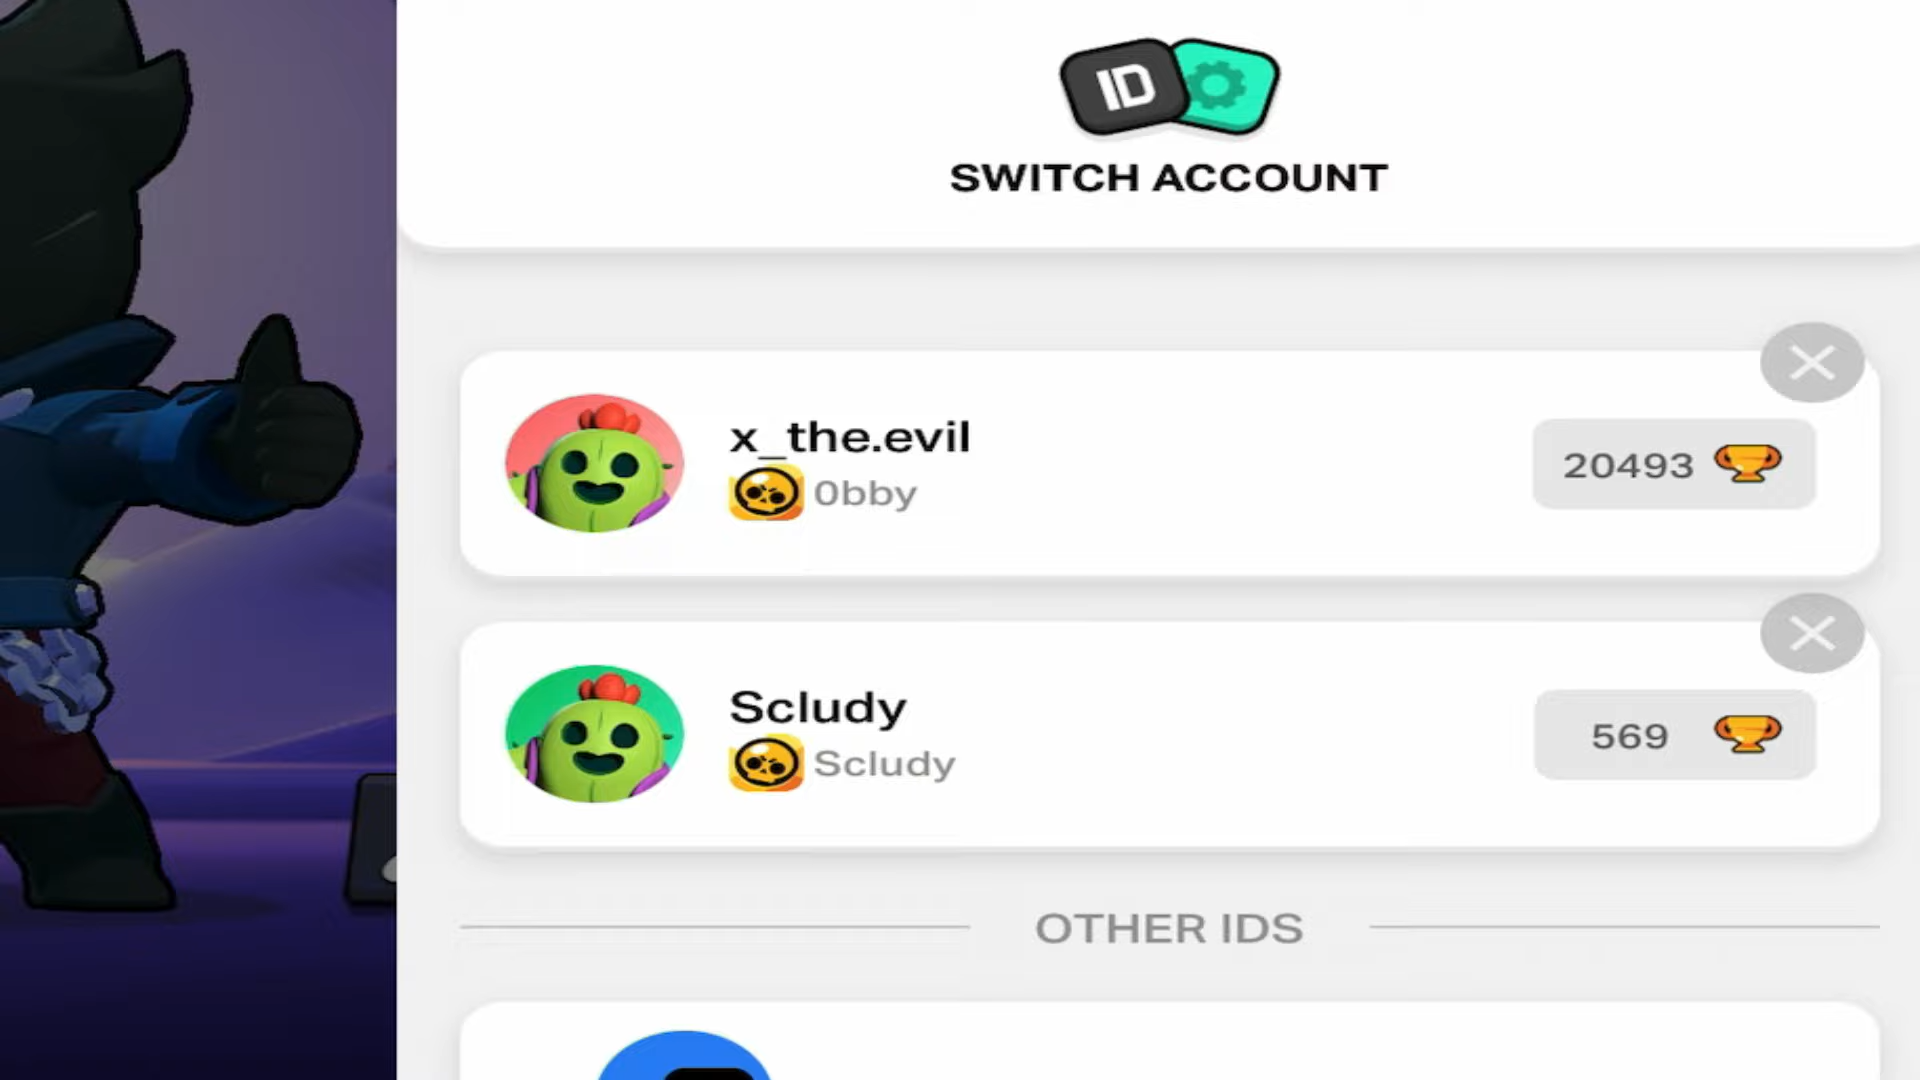 ID
SWITCH ACCOUNT
x_the.evil
0bby
20493
Scludy
Scludy
569
OTHER IDS